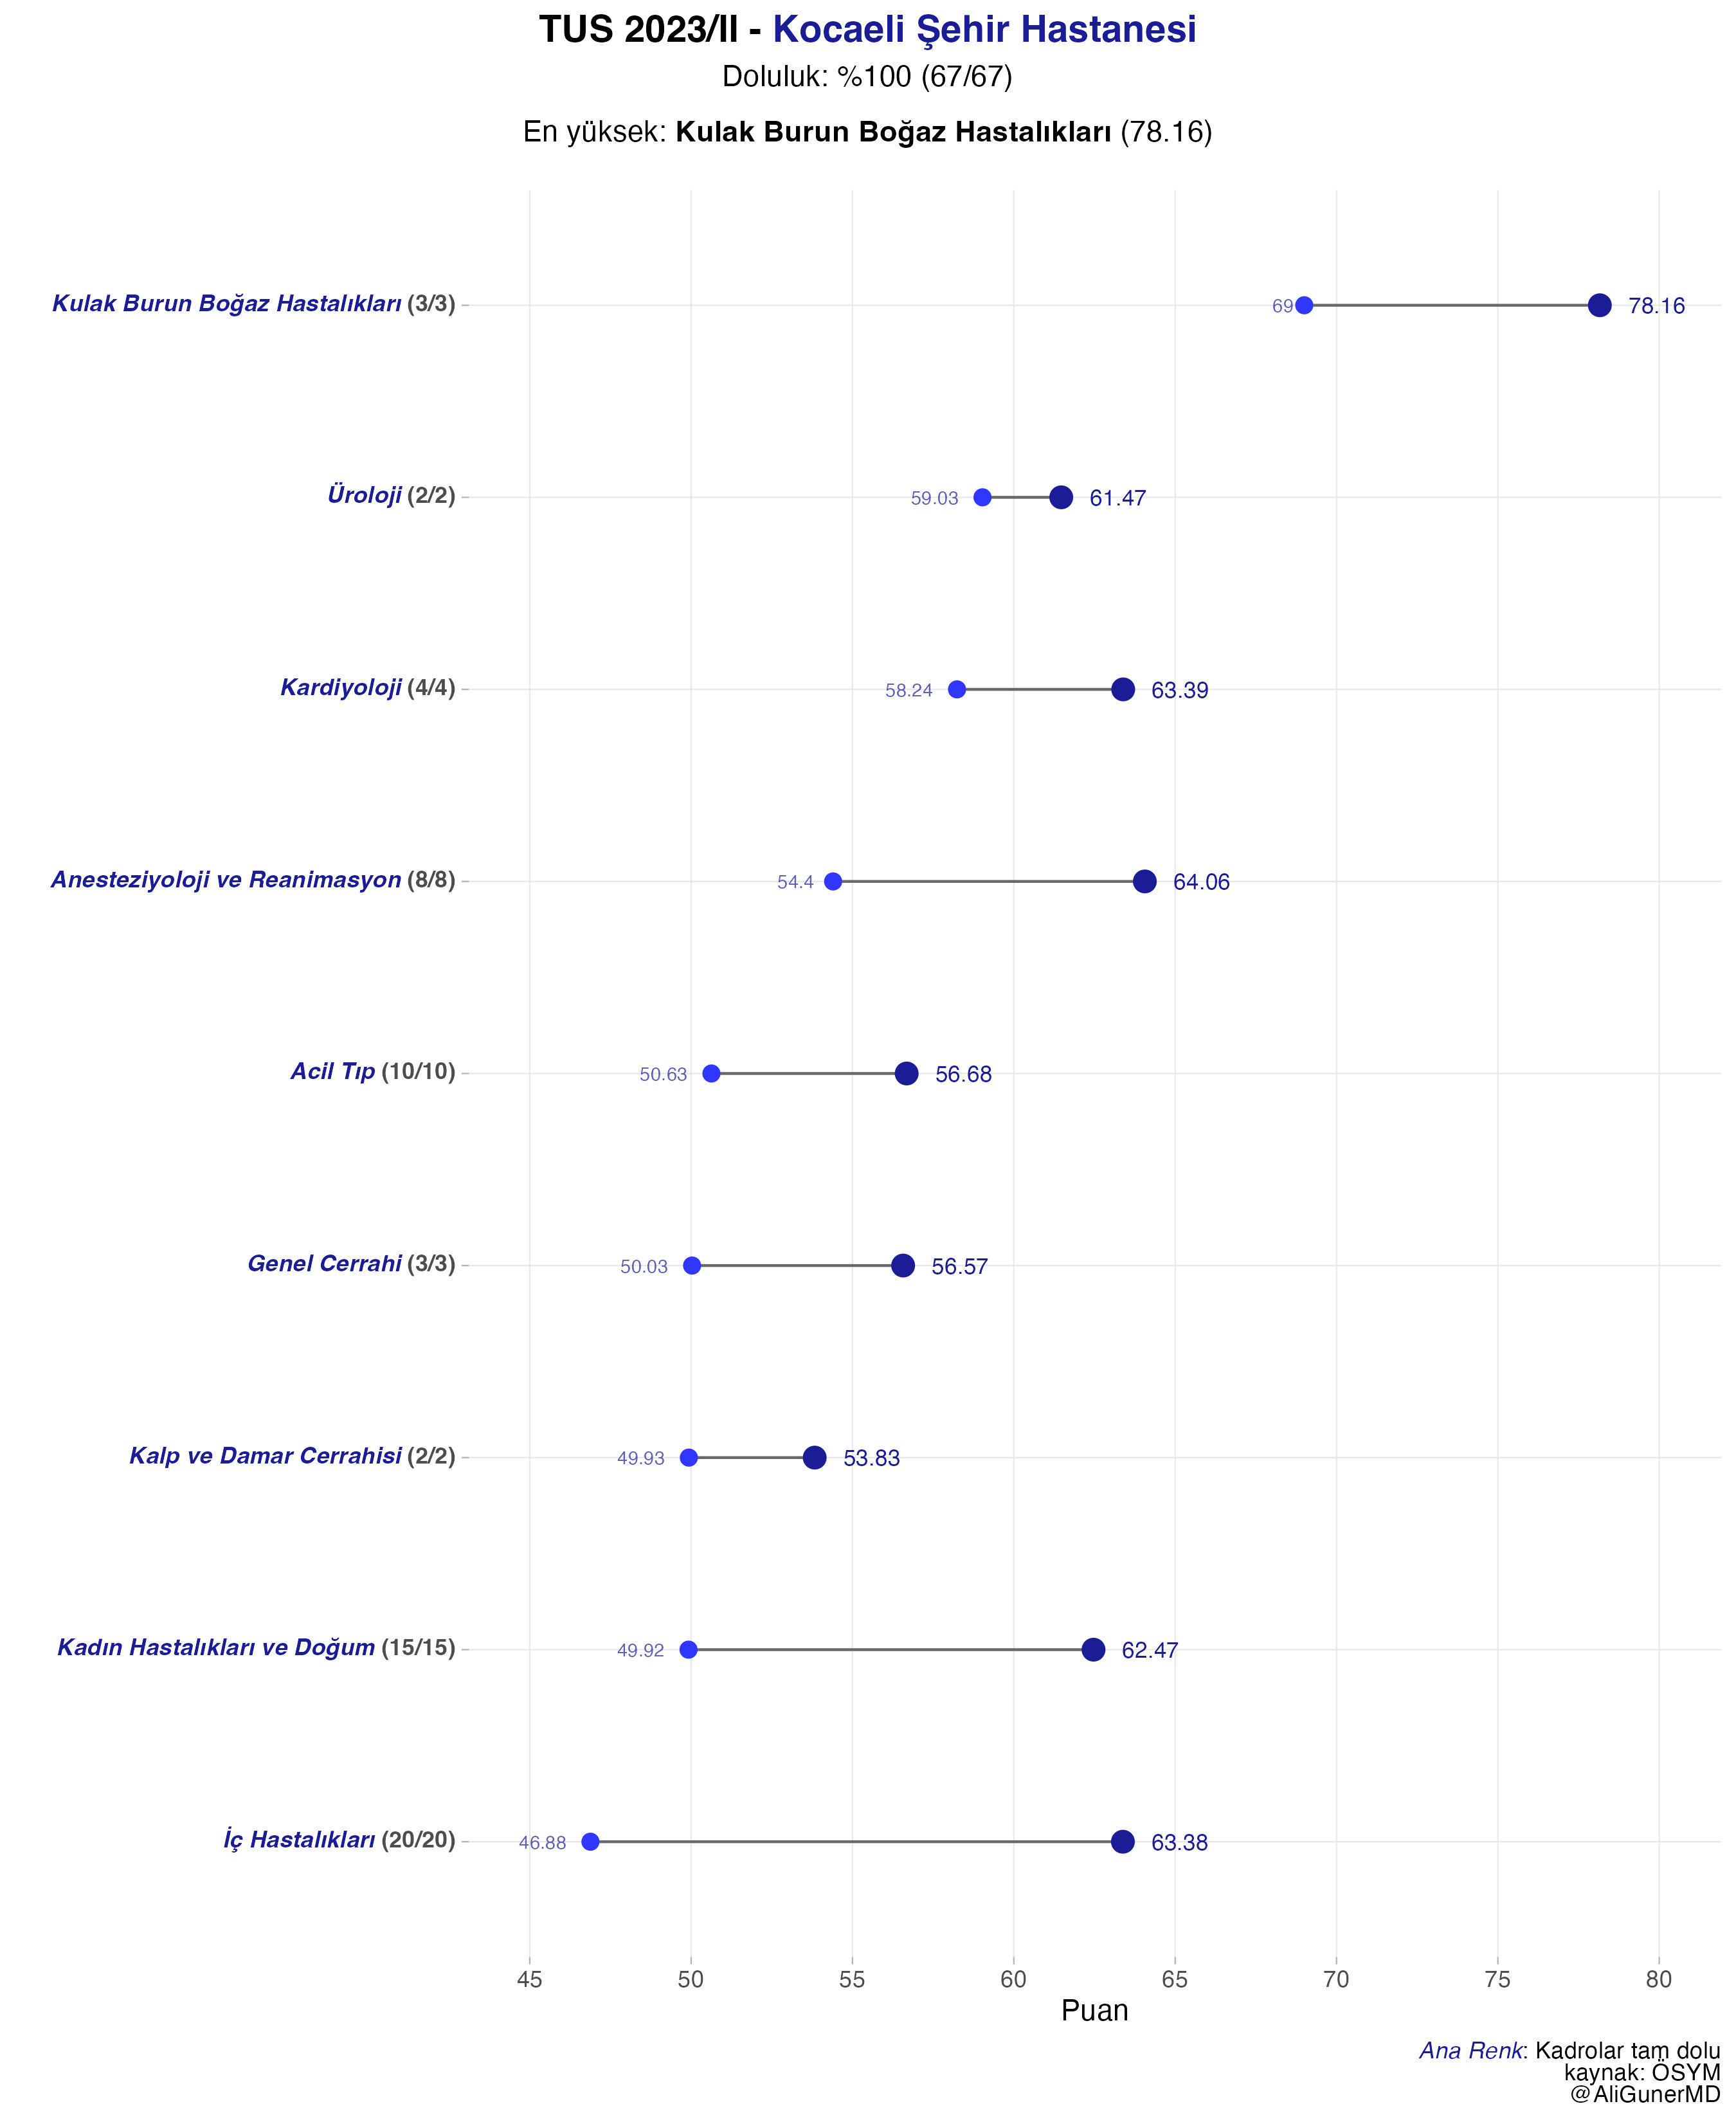 TUS 2023/II - Kocaeli Şehir Hastanesi
Doluluk: %100 (67/67)
En yüksek: Kulak Burun Boğaz Hastalıkları (78.16)
Kulak Burun Boğaz Hastalıkları (3/3) 69 78.16
Üroloji (2/2) 59.03 61.47
Kardiyoloji (4/4) 58.24 63.39
Anesteziyoloji ve Reanimasyon (8/8) 54.4 64.06
Acil Tıp (10/10) 50.63 56.68
Genel Cerrahi (3/3) 50.03 56.57
Kalp ve Damar Cerrahisi (2/2) 49.93 53.83
Kadın Hastalıkları ve Doğum (15/15) 49.92 62.47
İç Hastalıkları (20/20) 46.88 63.38
45 50 55 60 65 70 75 80
Puan
Ana Renk: Kadrolar tam dolu
kaynak: ÖSYM
@AliGunerMD